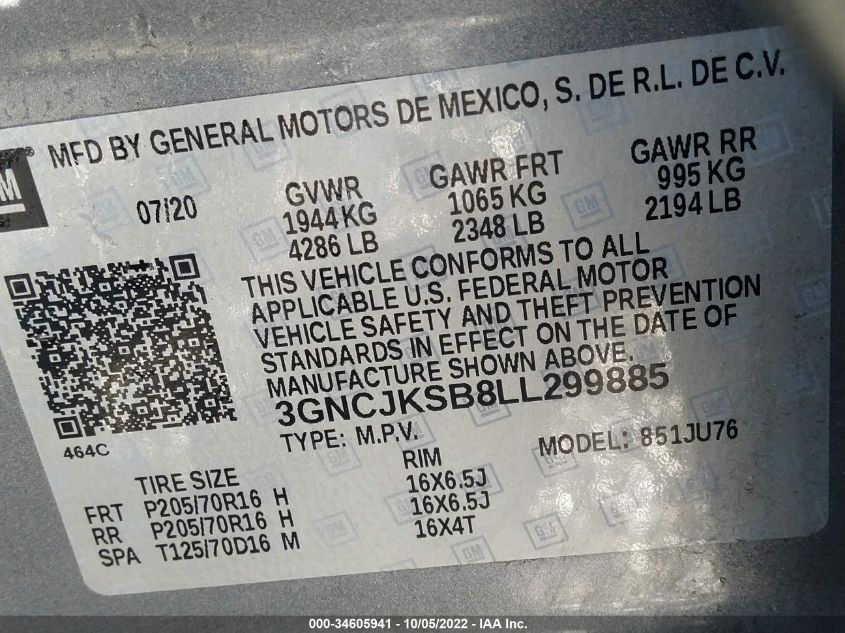 MFD BY GENERAL MOTORS DE MEXICO, S. DE R.L. DE C.V.
GM ®
07/20
GVWR GAWR FRT GAWR RR
1944 KG 1065 KG 995 KG
4286 LB 2348 LB 2194 LB
THIS VEHICLE CONFORMS TO ALL
APPLICABLE U.S. FEDERAL MOTOR
VEHICLE SAFETY AND THEFT PREVENTION
STANDARDS IN EFFECT ON THE DATE OF
MANUFACTURE SHOWN ABOVE.
3GNCJKSB8LL299885
464C
TYPE: M.P.V. MODEL: 851JU76
TIRE SIZE RIM
FRT P205/70R16 H 16X6.5J
RR P205/70R16 H 16X6.5J
SPA T125/70D16 M 16X4T
000-34605941 - 10/05/2022 - IAA Inc.